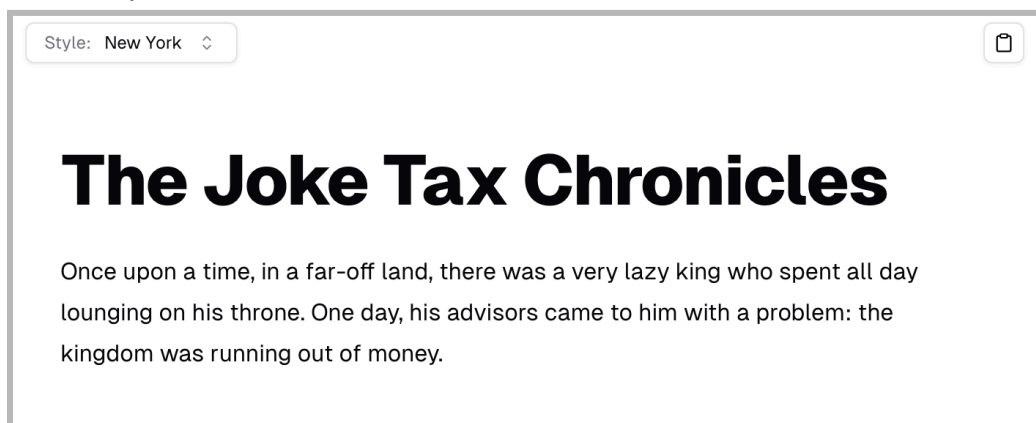 Style: New York
The Joke Tax Chronicles
Once upon a time, in a far-off land, there was a very lazy king who spent all day
lounging on his throne. One day, his advisors came to him with a problem: the
kingdom was running out of money.